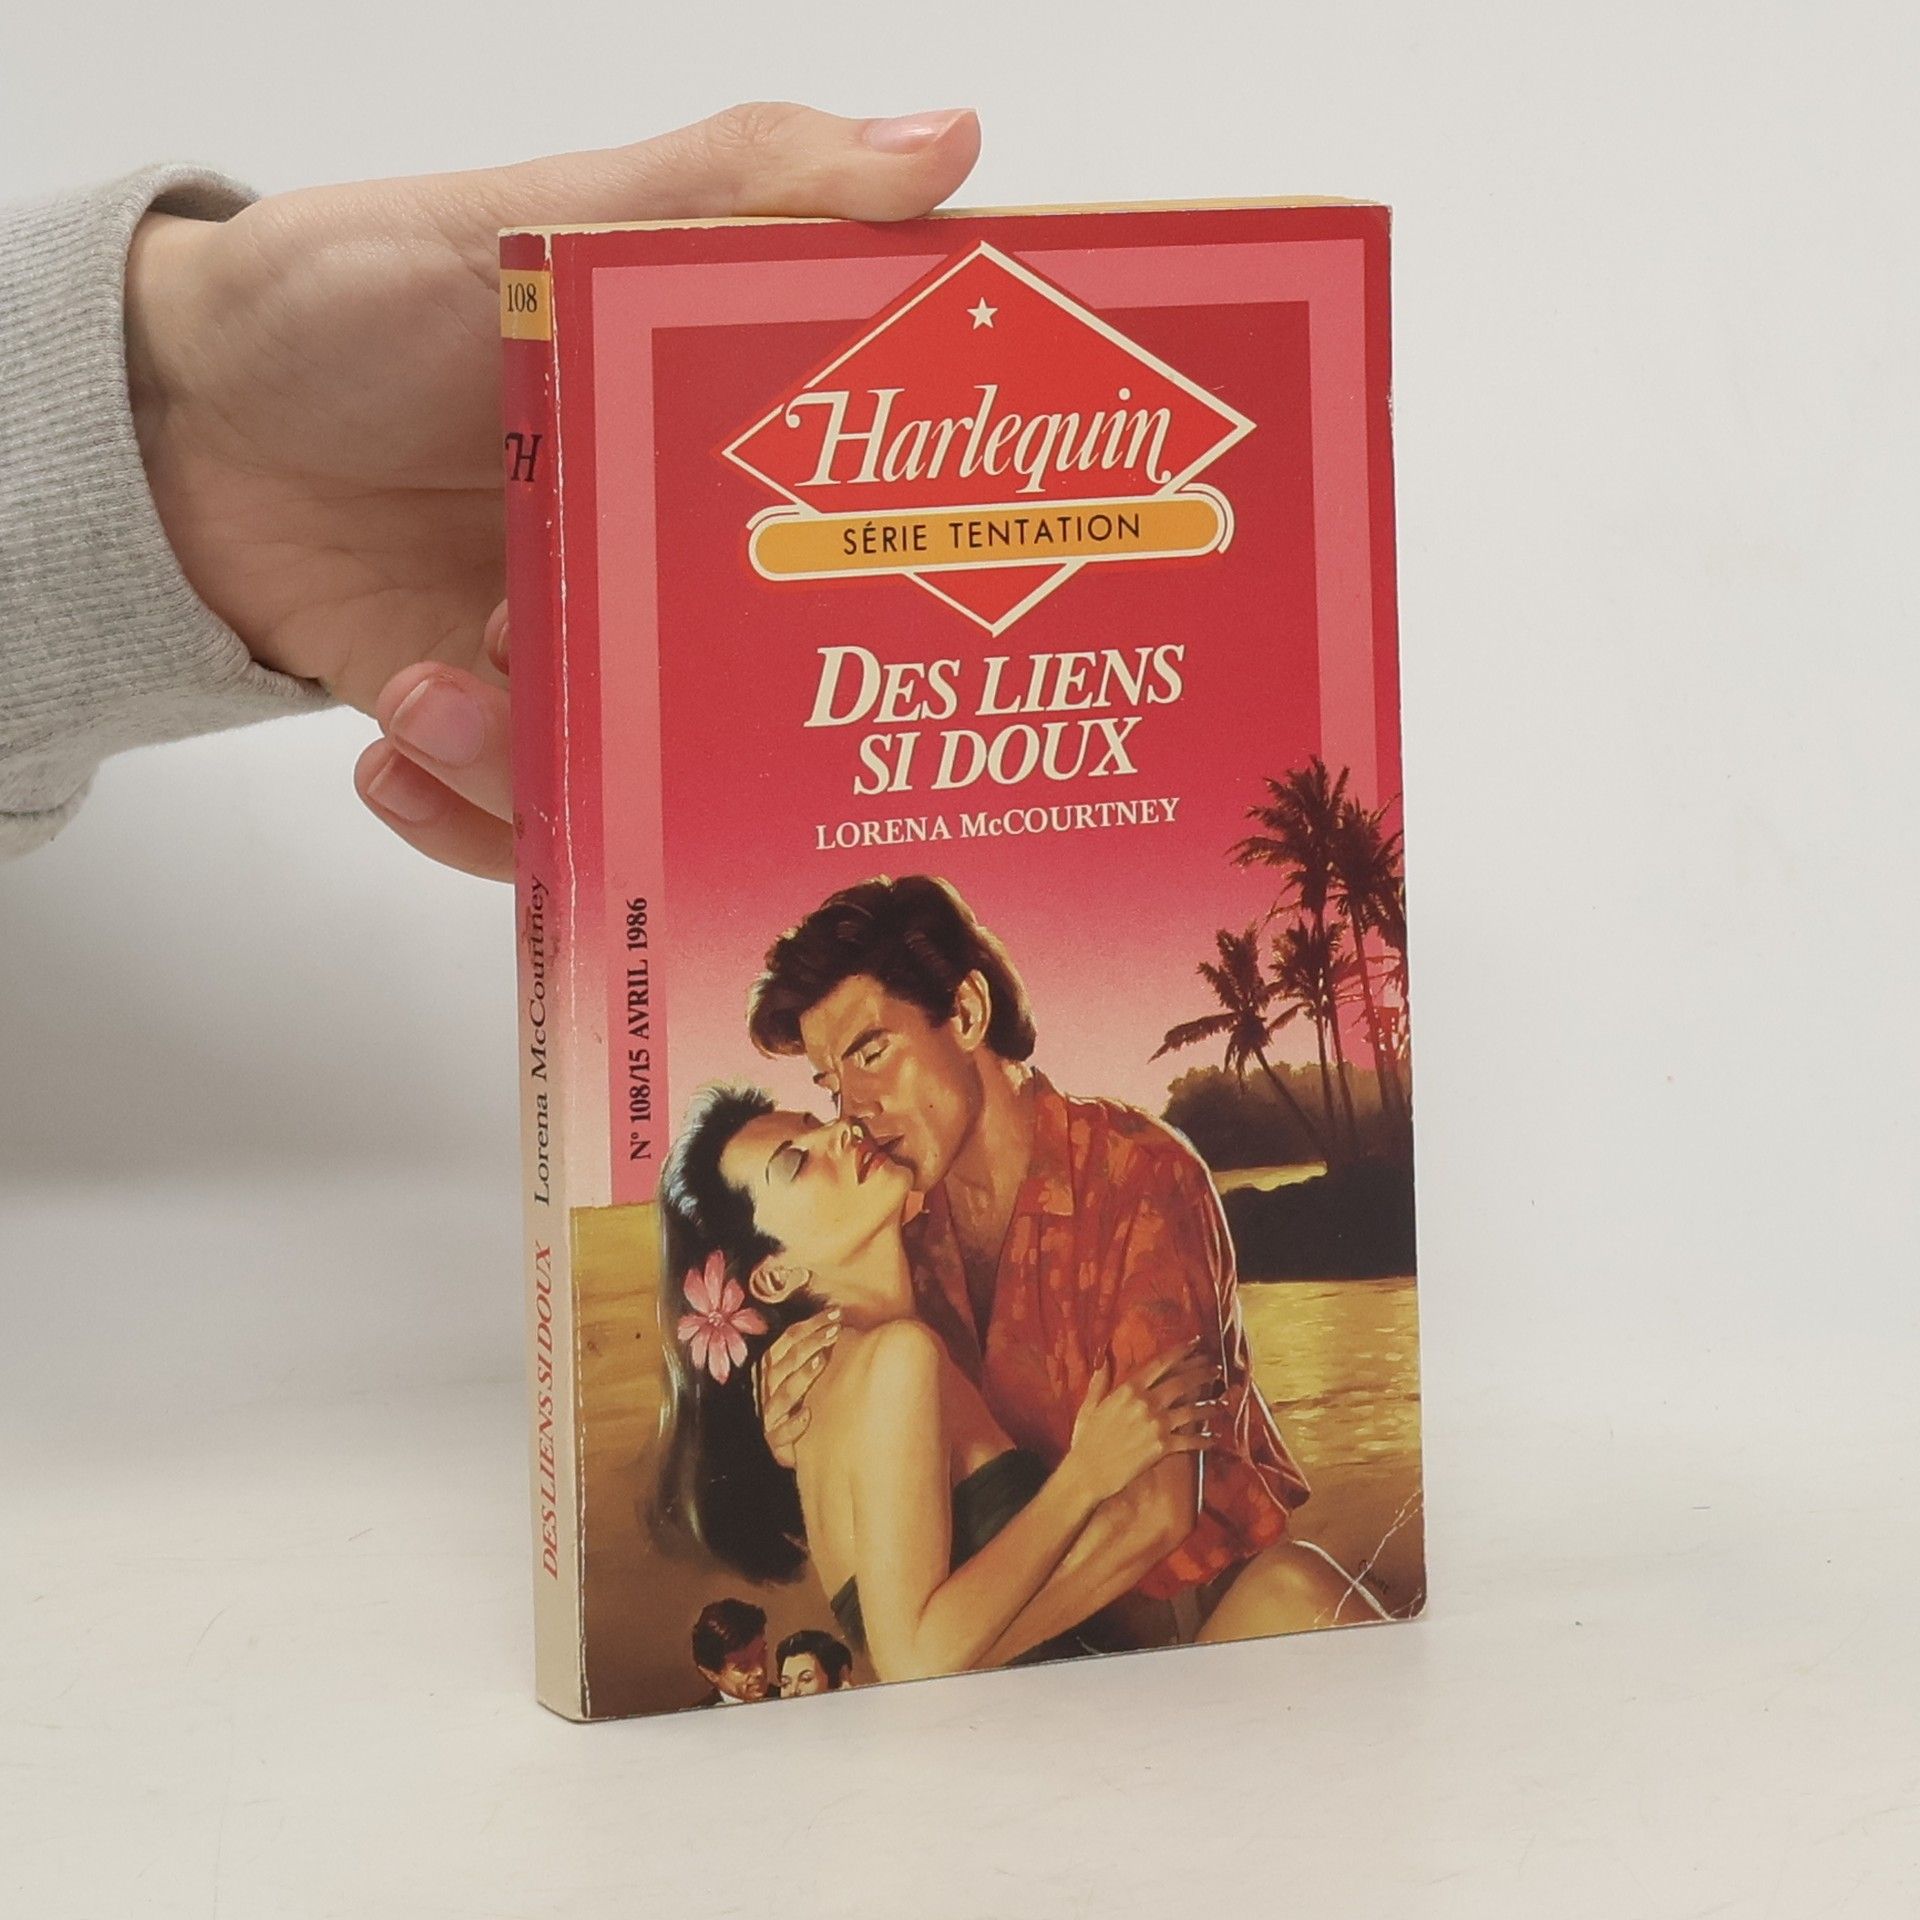 108
H
Lorena McCourtney
DES LIENS SI DOUX
Harlequin
SÉRIE TENTATION
DES LIENS
SI DOUX
LORENA McCOURTNEY
N° 108/15 AVRIL 1986